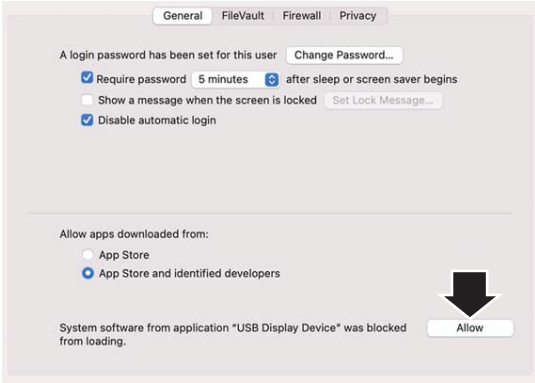 General FileVault Firewall Privacy
A login password has been set for this user Change Password...
Require password 5 minutes after sleep or screen saver begins
Show a message when the screen is locked Set Lock Message...
Disable automatic login
Allow apps downloaded from:
App Store
App Store and identified developers
System software from application "USB Display Device" was blocked Allow
from loading.